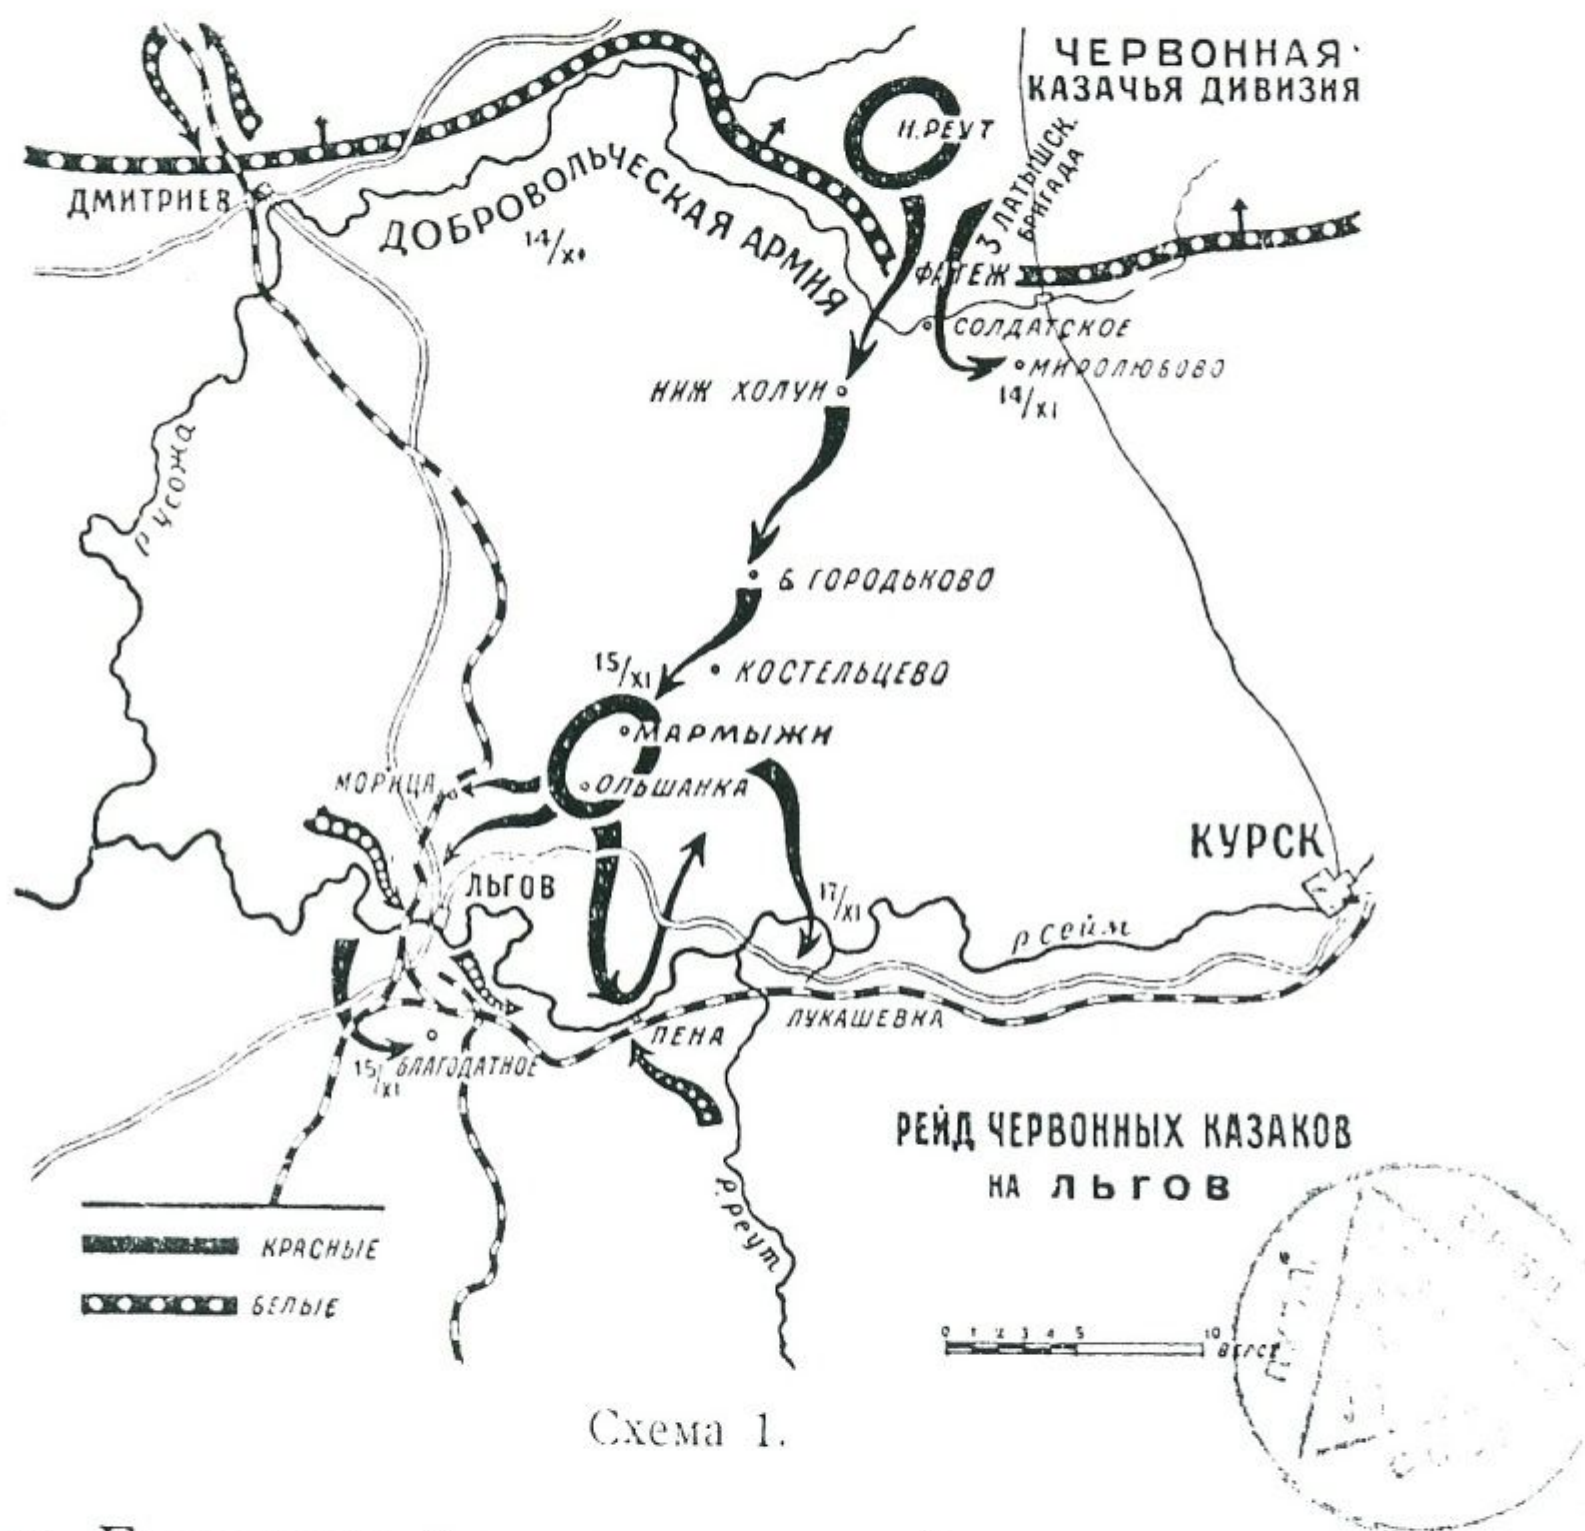 ЧЕРВОННАЯ
КАЗАЧЬЯ ДИВИЗИЯ
Н. РЕУТ
3 ЛАТЫШСК.
БРИГАДА
ДМИТРИЕВ
ДОБРОВОЛЬЧЕСКАЯ АРМИЯ
14/XI
ФАТЕЖ
СОЛДАТСКОЕ
МИРОЛЮБОВО
14/XI
НИЖ ХОЛУН
р Усожа
Б ГОРОДЬКОВО
15/XI
КОСТЕЛЬЦЕВО
МАРМЫЖИ
МОРИЦА
ОЛЬШАНКА
КУРСК
ЛЬГОВ
17/XI
р Сейм
ПЕНА
ЛУКАШЕВКА
15/XI
БЛАГОДАТНОЕ
р. Реут
РЕЙД ЧЕРВОННЫХ КАЗАКОВ
НА ЛЬГОВ
КРАСНЫЕ
БЕЛЫЕ
0 1 2 3 4 5 10 ВЕРСТ
Схема 1.